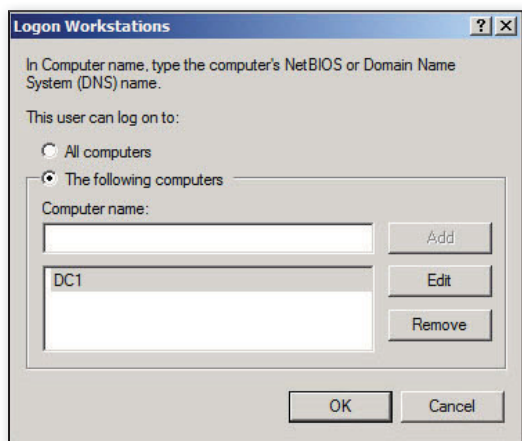 Logon Workstations
In Computer name, type the computer's NetBIOS or Domain Name
System (DNS) name.
This user can log on to:
All computers
The following computers
Computer name:
Add
DC1
Edit
Remove
OK
Cancel